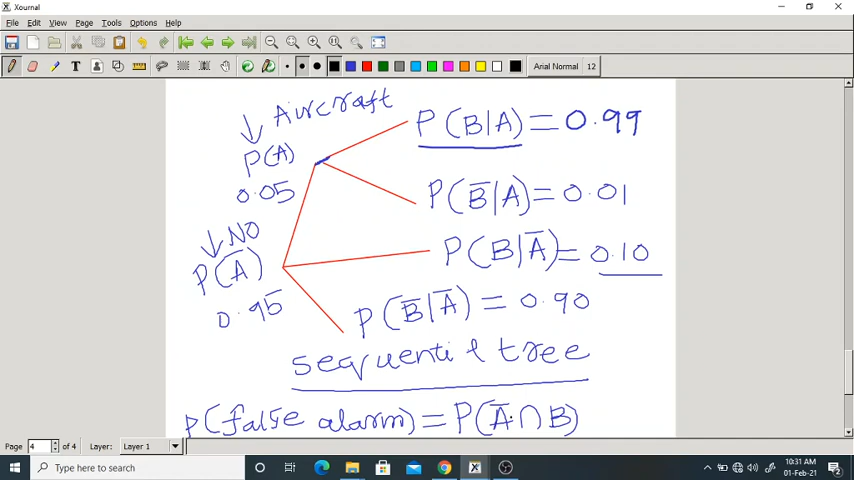 Xournal
File Edit View Page Tools Options Help
T Arial Normal 12
Aircraft
P(A)
0.05
P(B|A) = 0.99
P(B̅|A) = 0.01
NO
P(A̅)
0.95
P(B|A̅) = 0.10
P(B̅|A̅) = 0.90
sequenti l tree
P(false alarm) = P(A̅∩B)
Page 4 of 4 Layer: Layer 1
Type here to search
10:31 AM
01-Feb-21
2